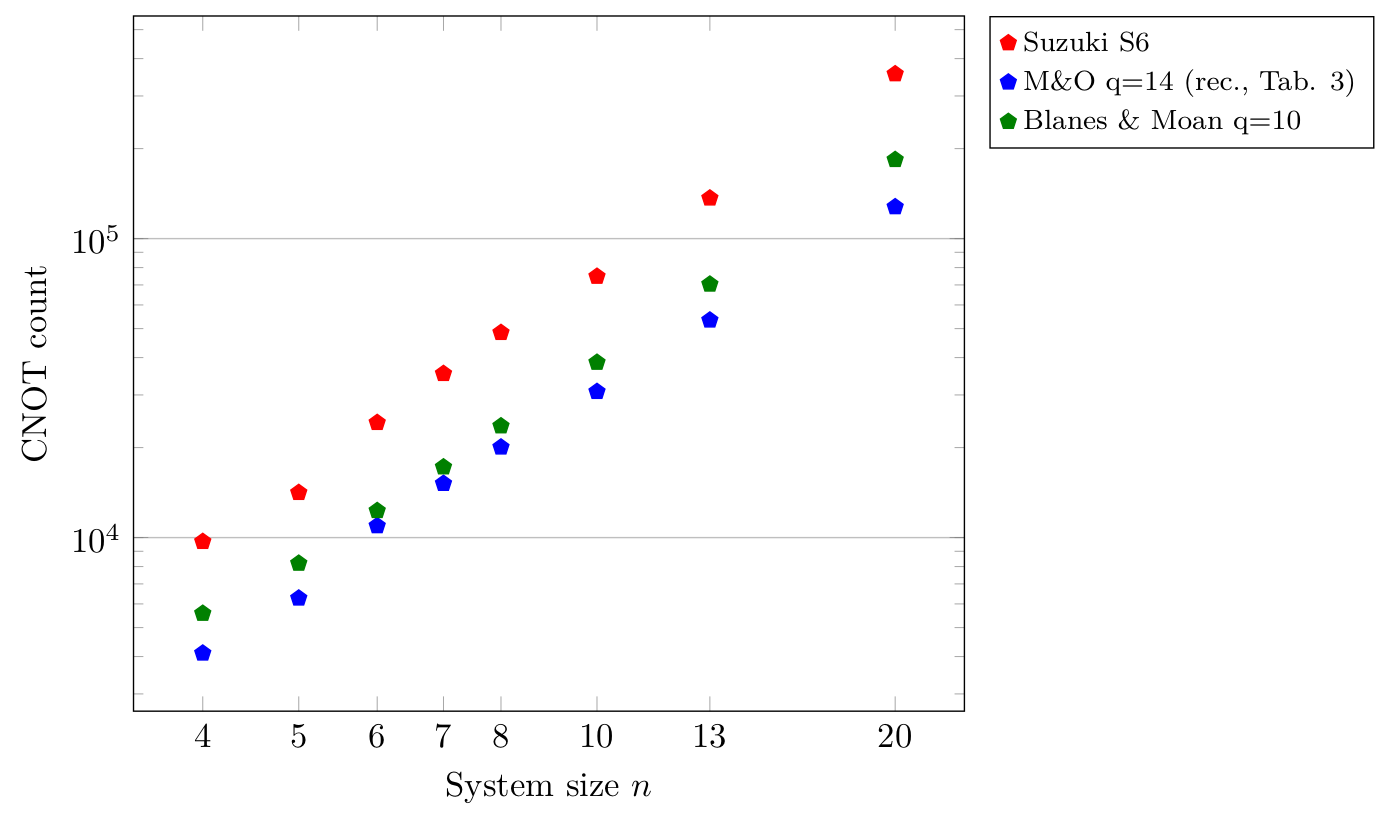 Suzuki S6
M&O q=14 (rec., Tab. 3)
Blanes & Moan q=10
10^5
10^4
CNOT count
4 5 6 7 8 10 13 20
System size n